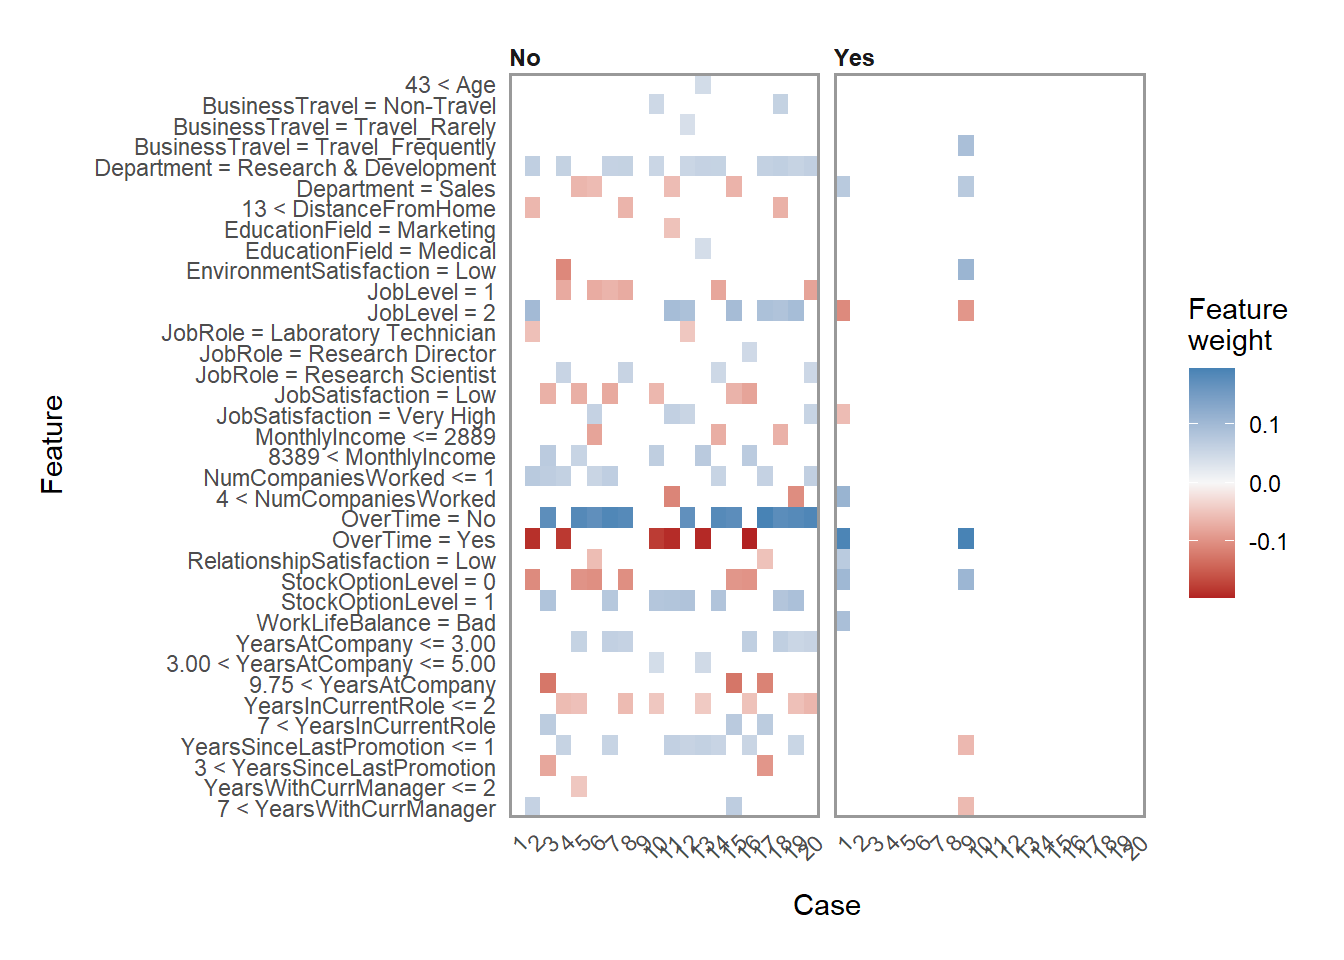 No
Yes
43 < Age
BusinessTravel = Non-Travel
BusinessTravel = Travel_Rarely
BusinessTravel = Travel_Frequently
Department = Research & Development
Department = Sales
13 < DistanceFromHome
EducationField = Marketing
EducationField = Medical
EnvironmentSatisfaction = Low
JobLevel = 1
JobLevel = 2
JobRole = Laboratory Technician
JobRole = Research Director
JobRole = Research Scientist
JobSatisfaction = Low
JobSatisfaction = Very High
MonthlyIncome <= 2889
8389 < MonthlyIncome
NumCompaniesWorked <= 1
4 < NumCompaniesWorked
OverTime = No
OverTime = Yes
RelationshipSatisfaction = Low
StockOptionLevel = 0
StockOptionLevel = 1
WorkLifeBalance = Bad
YearsAtCompany <= 3.00
3.00 < YearsAtCompany <= 5.00
9.75 < YearsAtCompany
YearsInCurrentRole <= 2
7 < YearsInCurrentRole
YearsSinceLastPromotion <= 1
3 < YearsSinceLastPromotion
YearsWithCurrManager <= 2
7 < YearsWithCurrManager
Feature
1 2 3 4 5 6 7 8 9 10 11 12 13 14 15 16 17 18 19 20
1 2 3 4 5 6 7 8 9 10 11 12 13 14 15 16 17 18 19 20
Case
Feature
weight
0.1
0.0
-0.1